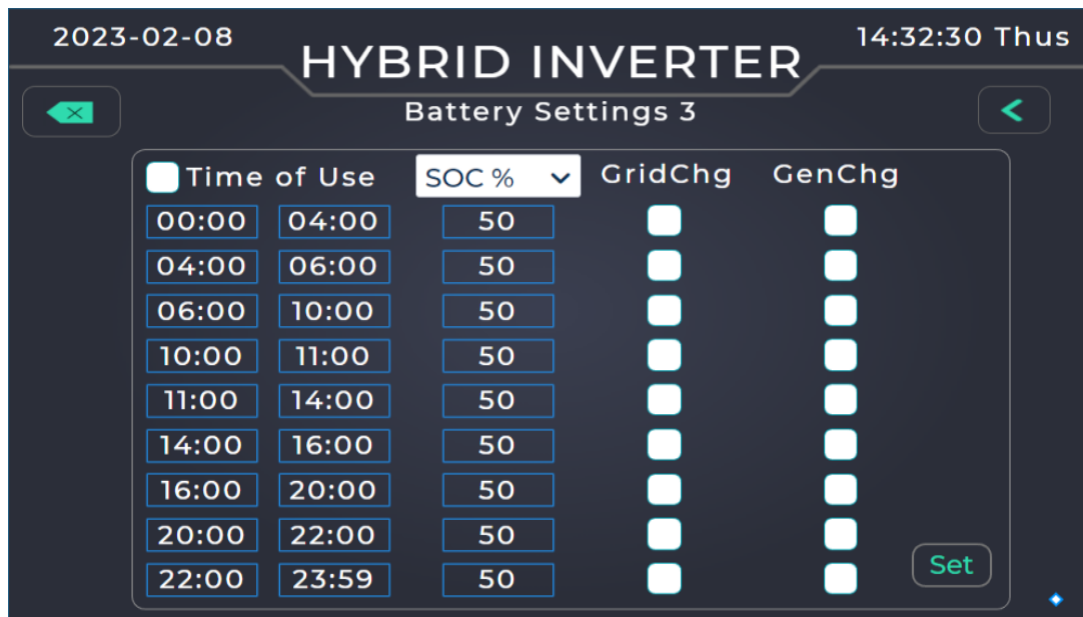 2023-02-08 14:32:30 Thus
HYBRID INVERTER
Battery Settings 3
Time of Use SOC % GridChg GenChg
00:00 04:00 50
04:00 06:00 50
06:00 10:00 50
10:00 11:00 50
11:00 14:00 50
14:00 16:00 50
16:00 20:00 50
20:00 22:00 50
22:00 23:59 50
Set